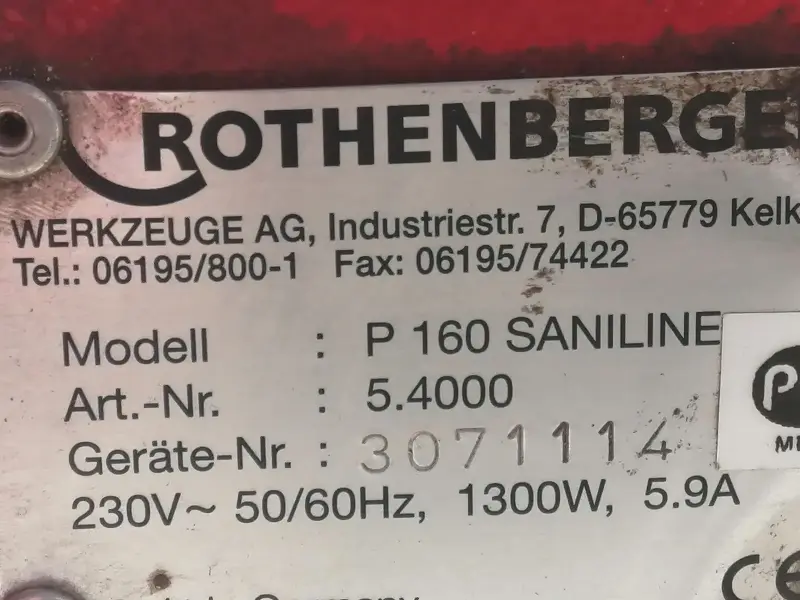 ROTHENBERGE
WERKZEUGE AG, Industriestr. 7, D-65779 Kelk
Tel.: 06195/800-1 Fax: 06195/74422
Modell : P 160 SANILINE
Art.-Nr. : 5.4000
Geräte-Nr. : 3071114
230V~ 50/60Hz, 1300W, 5.9A
CE